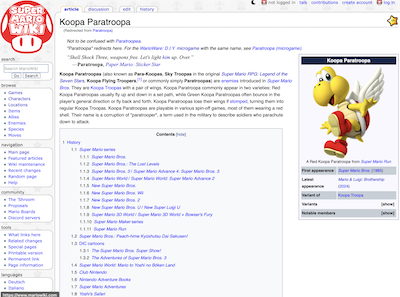 SUPER
MARIO
WIKI
not logged in talk contributions create account log in
article discussion edit history
Koopa Paratroopa
(Redirected from Paratroopa)
Not to be confused with Paratroopea.
"Paratroopa" redirects here. For the WarioWare: D.I.Y. microgame with the same name, see Paratroopa (microgame).
"Shell Shock Three, weapons free. Let's light him up. Over."
—Paratroopa, Paper Mario: Sticker Star
Koopa Paratroopas (also known as Para-Koopas, Sky Troopas in the original Super Mario RPG: Legend of the
Seven Stars, Koopa Flying Troopers,[1] or commonly simply Paratroopas) are enemies introduced in Super Mario
Bros. They are Koopa Troopas with a pair of wings. Koopa Paratroopas commonly appear in two varieties: Red
Koopa Paratroopas usually fly up and down in a set path, while Green Koopa Paratroopas often bounce in the
player's general direction or fly back and forth. Koopa Paratroopas lose their wings if stomped, turning them into
regular Koopa Troopas. Koopa Paratroopas are playable in various spin-off games, most of them wearing a red
shell. Their name is a corruption of "paratrooper", a term used in the military to describe soldiers who parachute
down to attack.
Koopa Paratroopa
A Red Koopa Paratroopa from Super Mario Run
First appearance Super Mario Bros. (1985)
Latest appearance Mario & Luigi: Brothership (2024)
Variant of Koopa Troopa
Variants [show]
Notable members [show]
Contents [hide]
1 History
1.1 Super Mario series
1.1.1 Super Mario Bros.
1.1.2 Super Mario Bros.: The Lost Levels
1.1.3 Super Mario Bros. 3 / Super Mario Advance 4: Super Mario Bros. 3
1.1.4 Super Mario World / Super Mario World: Super Mario Advance 2
1.1.5 New Super Mario Bros.
1.1.6 New Super Mario Bros. Wii
1.1.7 New Super Mario Bros. 2
1.1.8 New Super Mario Bros. U / New Super Luigi U
1.1.9 Super Mario 3D World / Super Mario 3D World + Bowser's Fury
1.1.10 Super Mario Maker series
1.1.11 Super Mario Run
1.2 Super Mario Bros.: Peach-hime Kyushutsu Dai Sakusen!
1.3 DIC cartoons
1.3.1 The Super Mario Bros. Super Show!
1.3.2 The Adventures of Super Mario Bros. 3
1.4 Super Mario World: Mario to Yoshi no Bōken Land
1.5 Club Nintendo
1.6 Nintendo Adventure Books
1.7 Super Mario Adventures
1.8 Yoshi's Safari
search
Search MarioWiki
browse
Games
Characters
Locations
Items
Allies
Enemies
Species
Moves
navigation
Main page
Featured articles
Wiki maintenance
Recent changes
Random page
Help
community
The 'Shroom
Proposals
Mario Boards
Discord servers
tools
What links here
Related changes
Special pages
Printable version
Permanent link
Page information
languages
Deutsch
Italiano
https://www.mariowiki.com